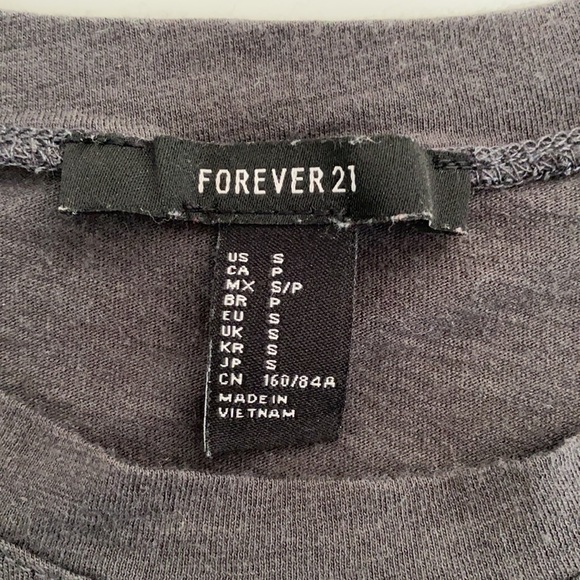 FOREVER 21
US S
CA P
MX S/P
BR P
EU S
UK S
KR S
JP S
CN 160/84A
MADE IN
VIETNAM